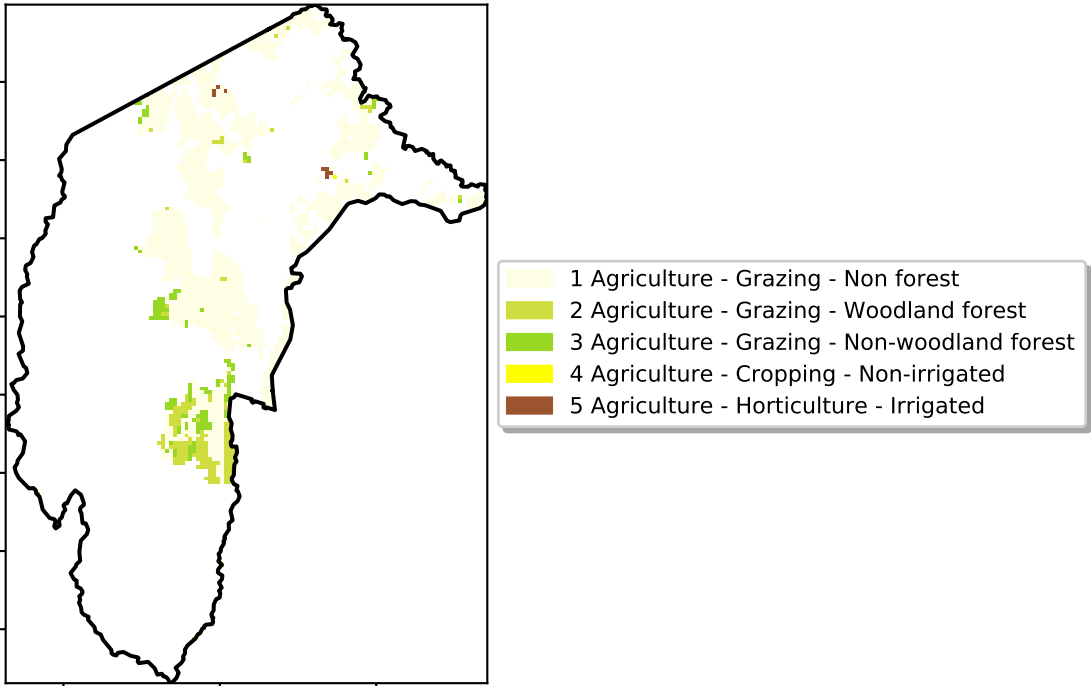 1 Agriculture - Grazing - Non forest
2 Agriculture - Grazing - Woodland forest
3 Agriculture - Grazing - Non-woodland forest
4 Agriculture - Cropping - Non-irrigated
5 Agriculture - Horticulture - Irrigated